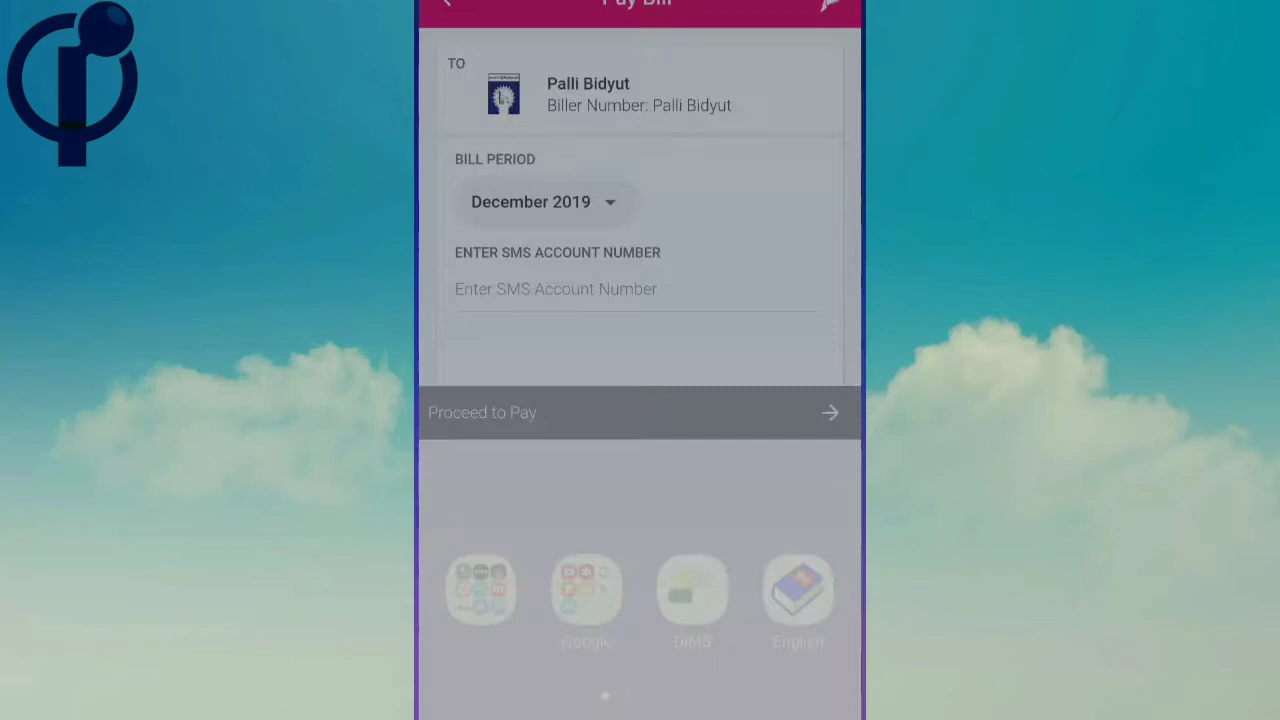 Pay Bill
TO
Palli Bidyut
Biller Number: Palli Bidyut
BILL PERIOD
December 2019
ENTER SMS ACCOUNT NUMBER
Enter SMS Account Number
Proceed to Pay
Google
DIMS
English